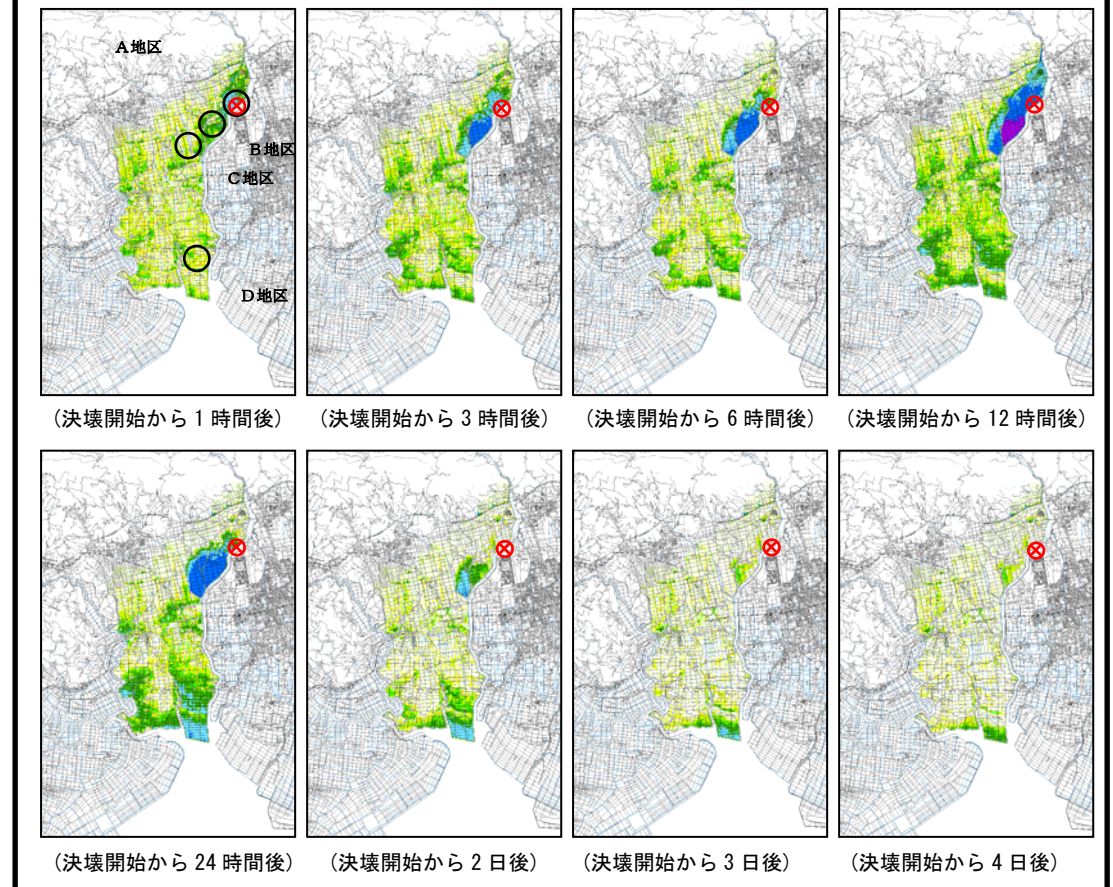 A地区
B地区
C地区
D地区
(決壊開始から1時間後)
(決壊開始から3時間後)
(決壊開始から6時間後)
(決壊開始から12時間後)
(決壊開始から24時間後)
(決壊開始から2日後)
(決壊開始から3日後)
(決壊開始から4日後)